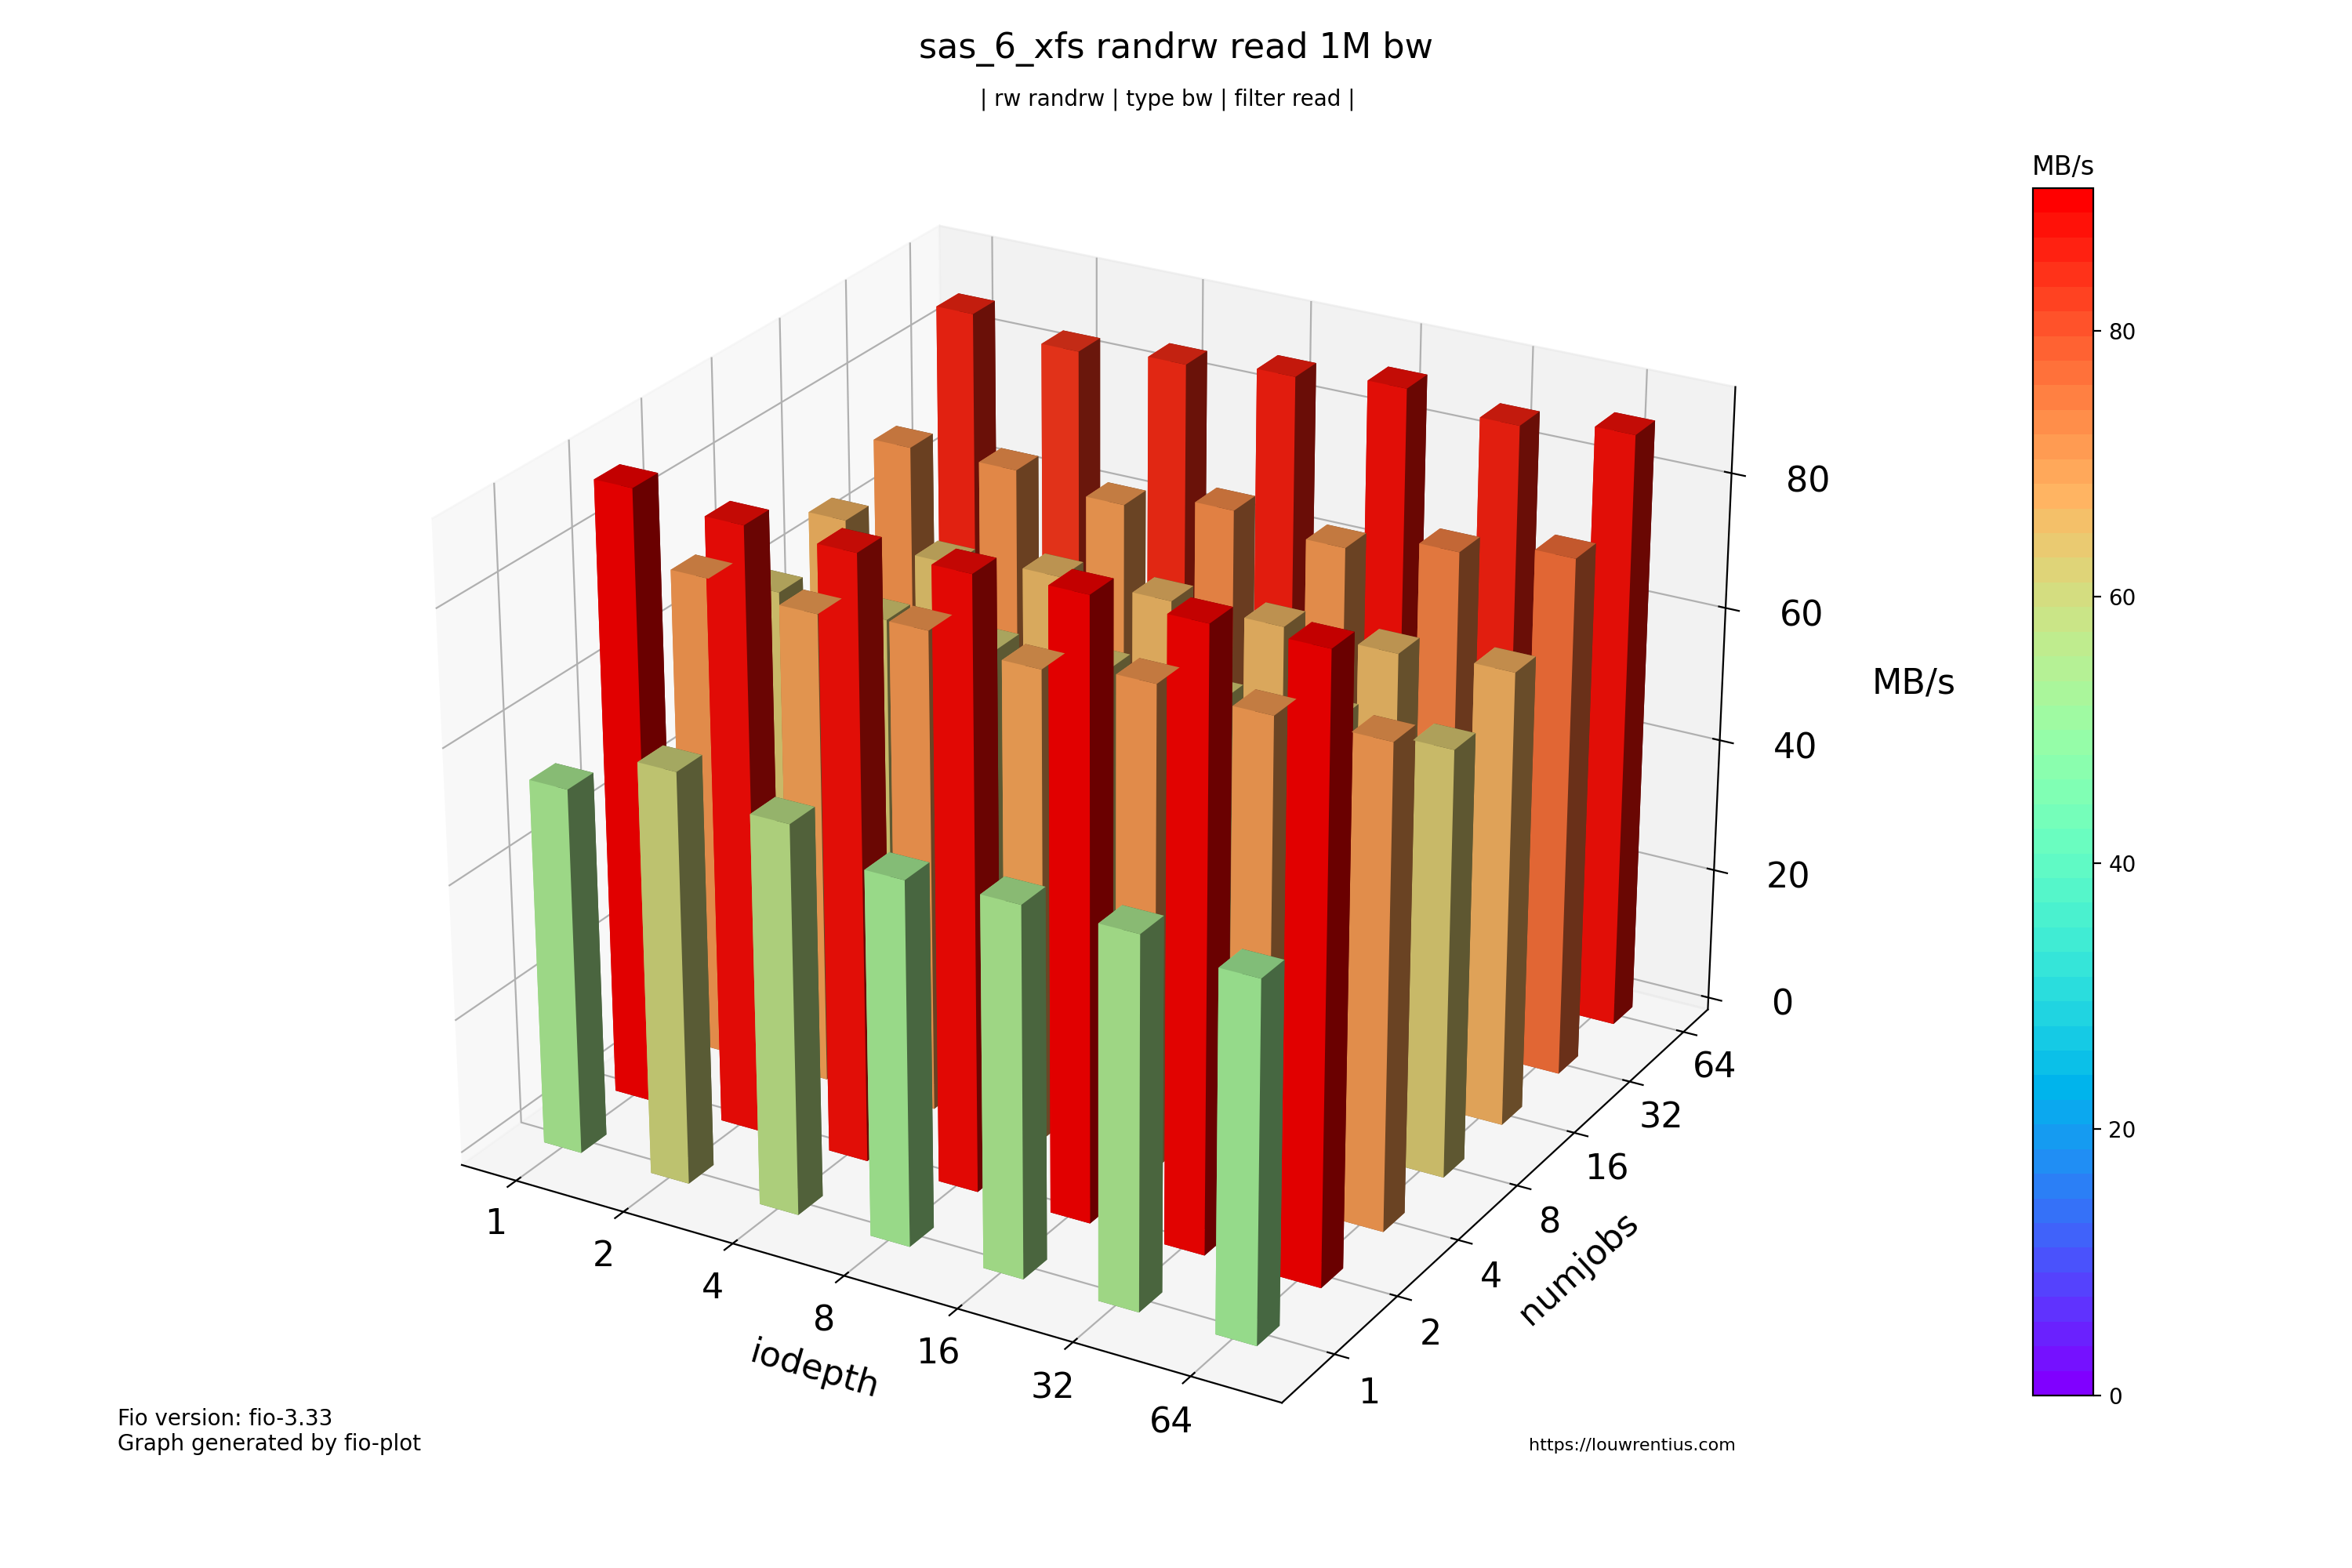 sas_6_xfs randrw read 1M bw
| rw randrw | type bw | filter read |
MB/s
80
60
40
20
0
80
60
40
20
0
MB/s
1
2
4
8
16
32
64
iodepth
1
2
4
8
16
32
64
numjobs
Fio version: fio-3.33
Graph generated by fio-plot
https://louwrentius.com